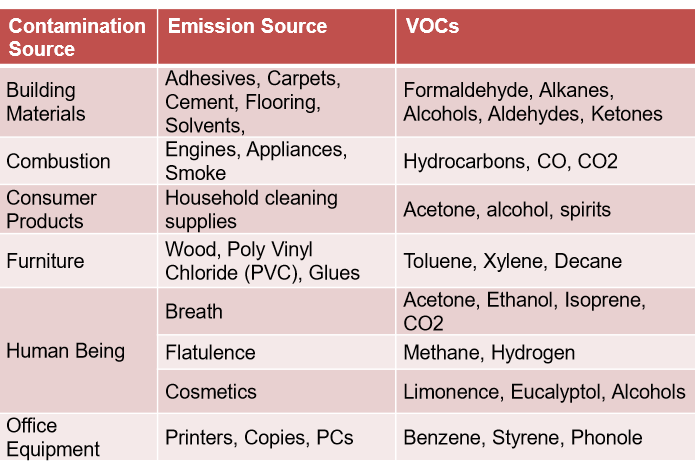 Contamination
Source
Emission Source
VOCs
Building
Materials
Adhesives, Carpets,
Cement, Flooring,
Solvents,
Formaldehyde, Alkanes,
Alcohols, Aldehydes, Ketones
Combustion
Engines, Appliances,
Smoke
Hydrocarbons, CO, CO2
Consumer
Products
Household cleaning
supplies
Acetone, alcohol, spirits
Furniture
Wood, Poly Vinyl
Chloride (PVC), Glues
Toluene, Xylene, Decane
Human Being
Breath
Acetone, Ethanol, Isoprene,
CO2
Flatulence
Methane, Hydrogen
Cosmetics
Limonence, Eucalyptol, Alcohols
Office
Equipment
Printers, Copies, PCs
Benzene, Styrene, Phonole